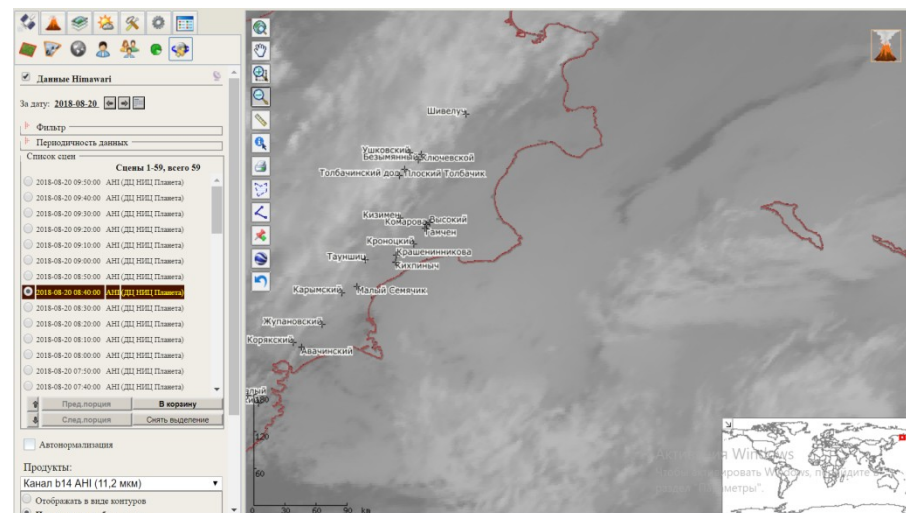 Данные Himawari
За дату: 2018-08-20
Фильтр
Периодичность данных
Список сцен
Сцены 1-59, всего 59
2018-08-20 09:50:00 AHI (ДЦ НИЦ Планета)
2018-08-20 09:40:00 AHI (ДЦ НИЦ Планета)
2018-08-20 09:30:00 AHI (ДЦ НИЦ Планета)
2018-08-20 09:20:00 AHI (ДЦ НИЦ Планета)
2018-08-20 09:10:00 AHI (ДЦ НИЦ Планета)
2018-08-20 09:00:00 AHI (ДЦ НИЦ Планета)
2018-08-20 08:50:00 AHI (ДЦ НИЦ Планета)
2018-08-20 08:40:00 AHI (ДЦ НИЦ Планета)
2018-08-20 08:30:00 AHI (ДЦ НИЦ Планета)
2018-08-20 08:20:00 AHI (ДЦ НИЦ Планета)
2018-08-20 08:10:00 AHI (ДЦ НИЦ Планета)
2018-08-20 08:00:00 AHI (ДЦ НИЦ Планета)
2018-08-20 07:50:00 AHI (ДЦ НИЦ Планета)
2018-08-20 07:40:00 AHI (ДЦ НИЦ Планета)
Пред.порция В корзину
След.порция Снять выделение
Автонормализация
Продукты:
Канал b14 AHI (11,2 мкм)
Отображать в виде контуров
Шивелуч
Ушковский
Безымянный Ключевской
Толбачинский дол Плоский Толбачик
Кизимен Высокий
Комарова
Гамчен
Кроноцкий
Крашенинникова
Тауншиц
Кихпиныч
Карымский Малый Семячик
Жупановский
Корякский
Авачинский
180
120
60
0 30 60 90 км